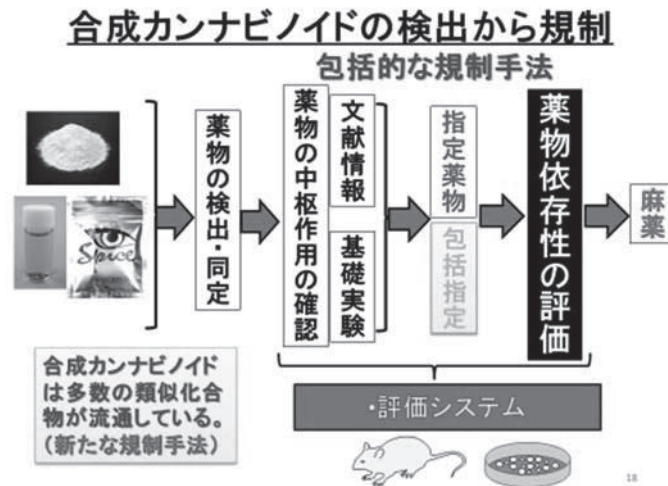 合成カンナビノイドの検出から規制
包括的な規制手法
Spice
薬物の検出・同定
薬物の中枢作用の確認
文献情報
基礎実験
指定薬物
包括指定
薬物依存性の評価
麻薬
合成カンナビノイド
は多数の類似化合
物が流通している。
(新たな規制手法)
・評価システム
18